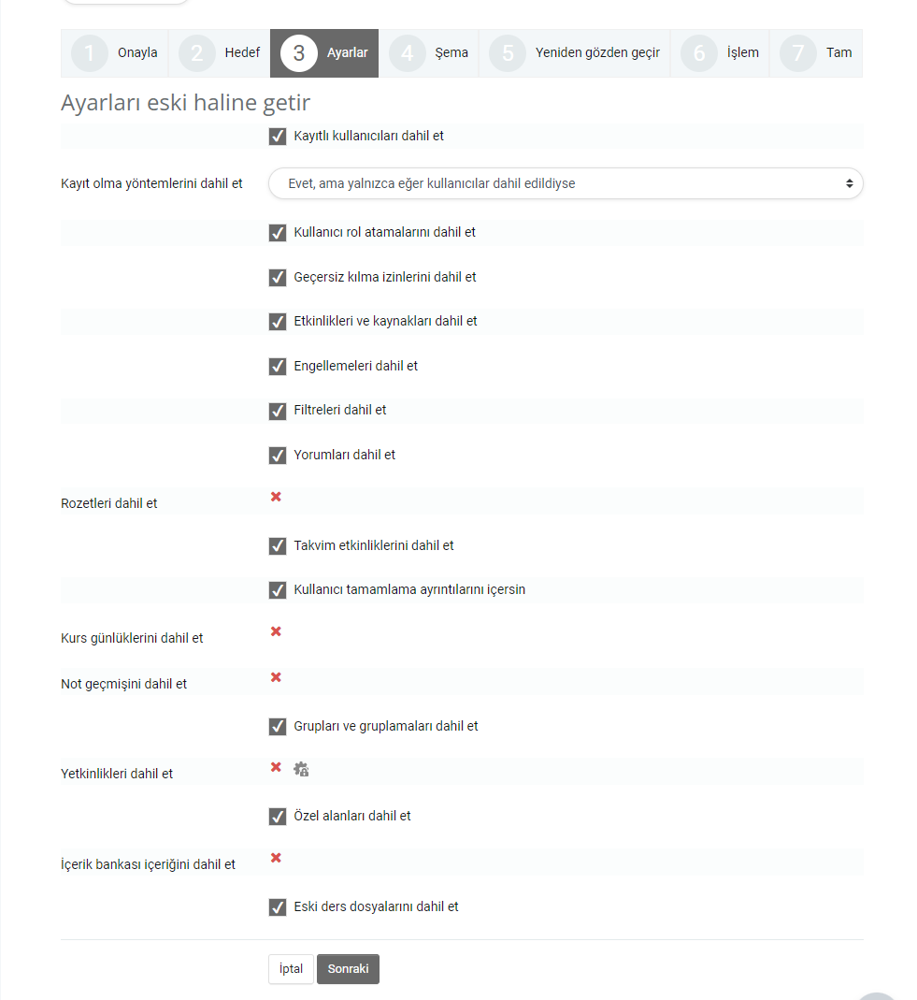 1 Onayla 2 Hedef 3 Ayarlar 4 Şema 5 Yeniden gözden geçir 6 İşlem 7 Tam
Ayarları eski haline getir
Kayıtlı kullanıcıları dahil et
Kayıt olma yöntemlerini dahil et Evet, ama yalnızca eğer kullanıcılar dahil edildiyse
Kullanıcı rol atamalarını dahil et
Geçersiz kılma izinlerini dahil et
Etkinlikleri ve kaynakları dahil et
Engellemeleri dahil et
Filtreleri dahil et
Yorumları dahil et
Rozetleri dahil et
Takvim etkinliklerini dahil et
Kullanıcı tamamlama ayrıntılarını içersin
Kurs günlüklerini dahil et
Not geçmişini dahil et
Grupları ve gruplamaları dahil et
Yetkinlikleri dahil et
Özel alanları dahil et
İçerik bankası içeriğini dahil et
Eski ders dosyalarını dahil et
İptal Sonraki